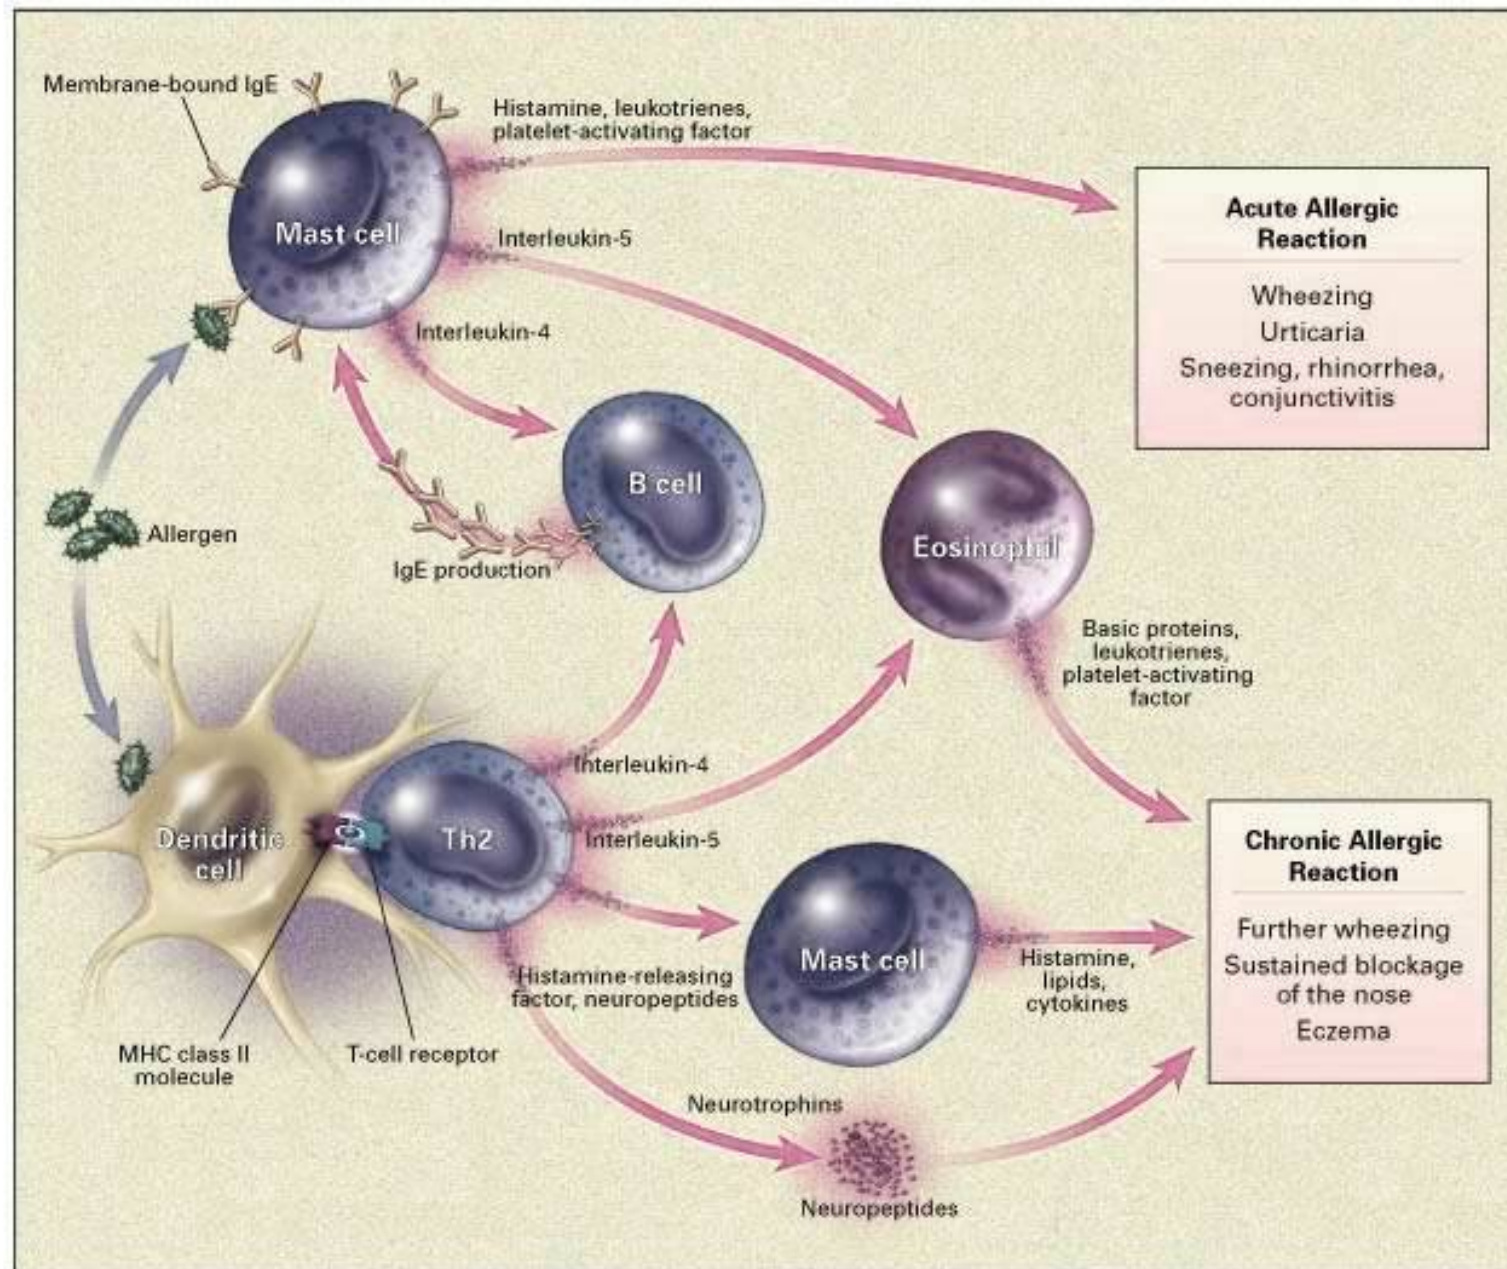 Membrane-bound IgE
Histamine, leukotrienes,
platelet-activating factor
Mast cell
Interleukin-5
Interleukin-4
Acute Allergic
Reaction
Wheezing
Urticaria
Sneezing, rhinorrhea,
conjunctivitis
B cell
Allergen
IgE production
Eosinophil
Basic proteins,
leukotrienes,
platelet-activating
factor
Interleukin-4
Dendritic
cell
Th2
Interleukin-5
Mast cell
Histamine-releasing
factor, neuropeptides
Histamine,
lipids,
cytokines
Chronic Allergic
Reaction
Further wheezing
Sustained blockage
of the nose
Eczema
MHC class II
molecule
T-cell receptor
Neurotrophins
Neuropeptides